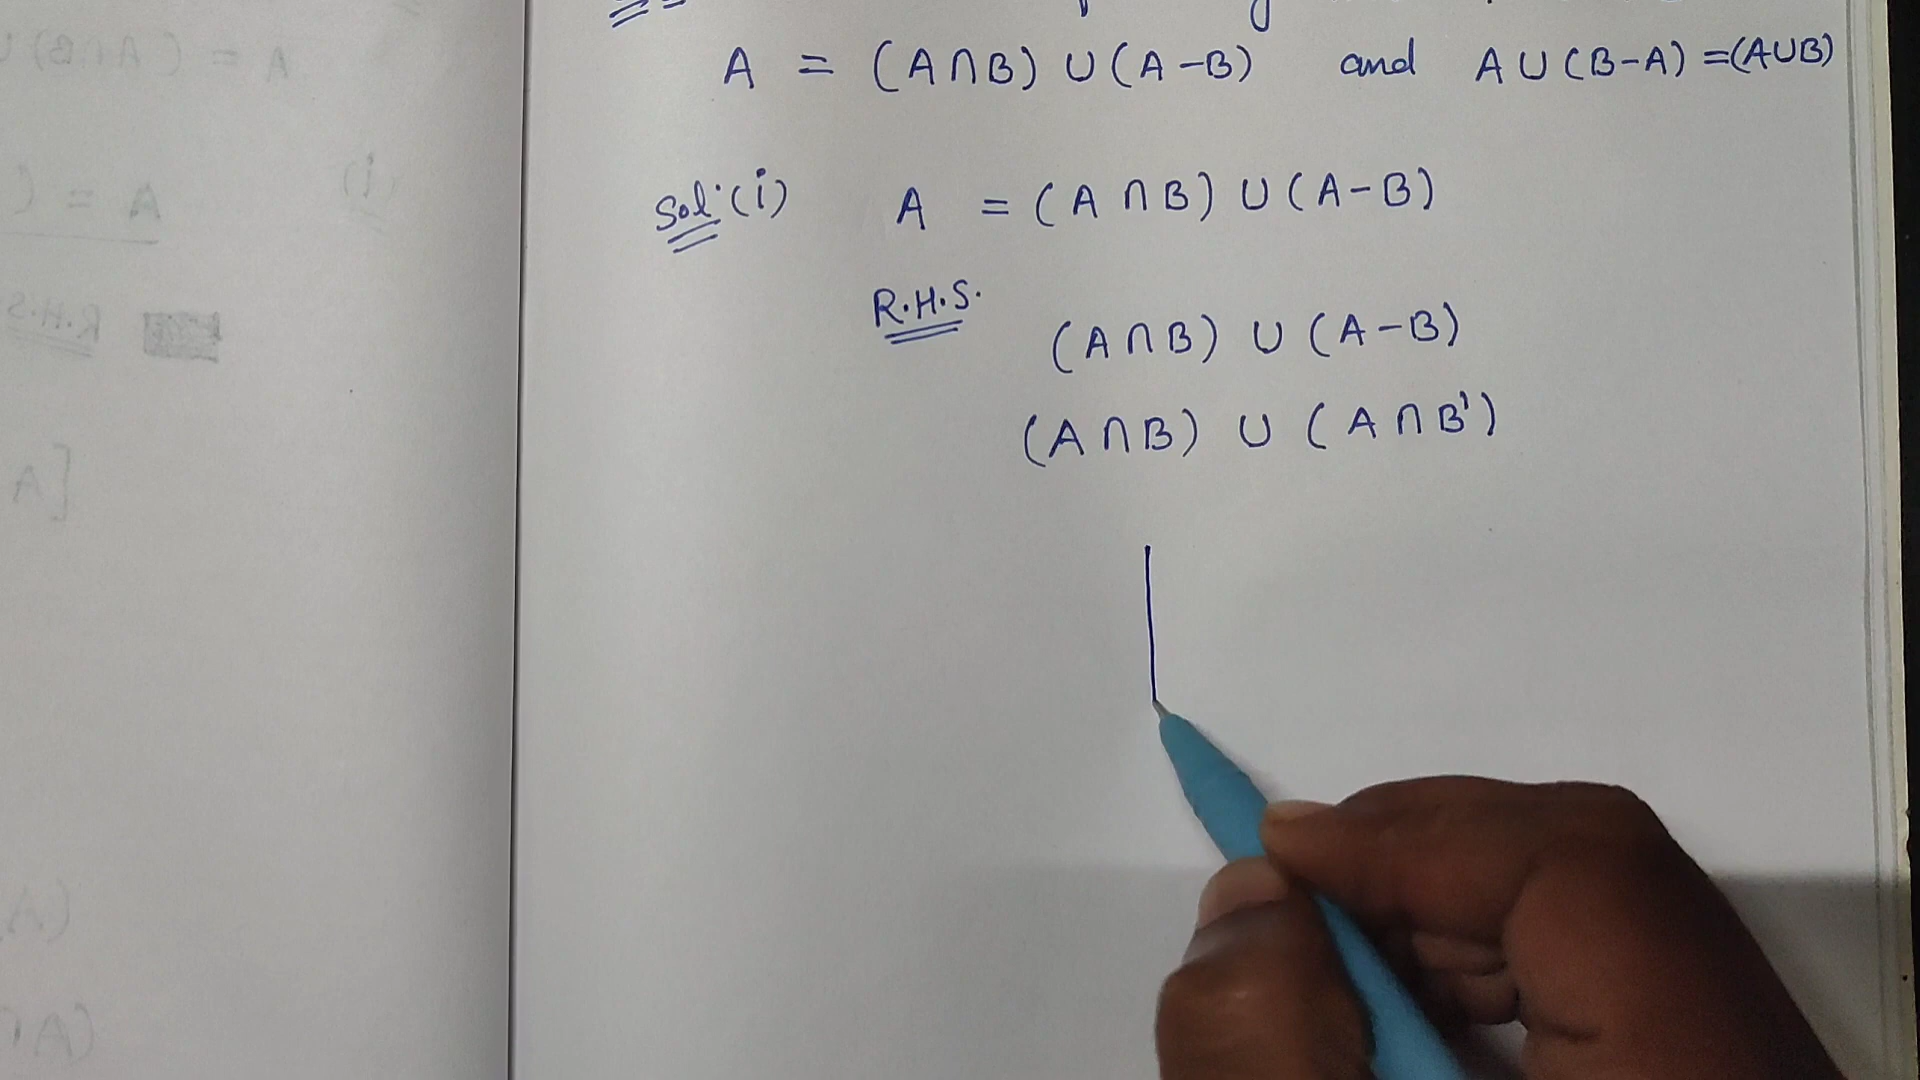 A = (A∩B) ∪ (A-B) and A∪(B-A) = (A∪B)
Sol: (i) A = (A∩B) ∪ (A-B)
R.H.S.
(A∩B) ∪ (A-B)
(A∩B) ∪ (A∩B')